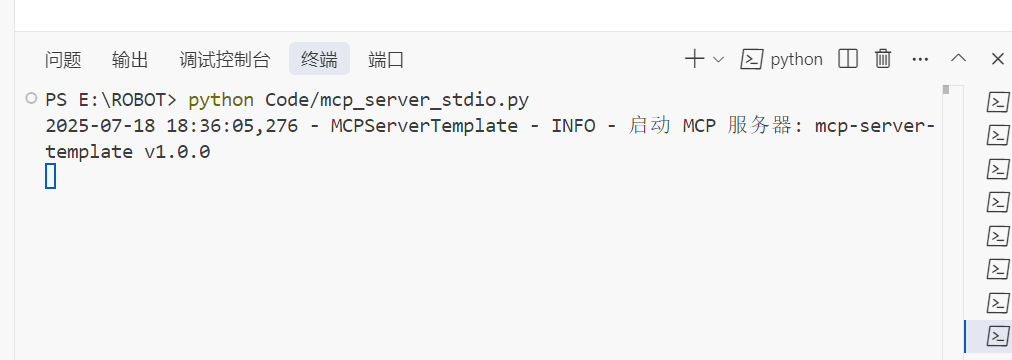 问题 输出 调试控制台 终端 端口 python
PS E:\ROBOT> python Code/mcp_server_stdio.py
2025-07-18 18:36:05,276 - MCPServerTemplate - INFO - 启动 MCP 服务器: mcp-server-
template v1.0.0